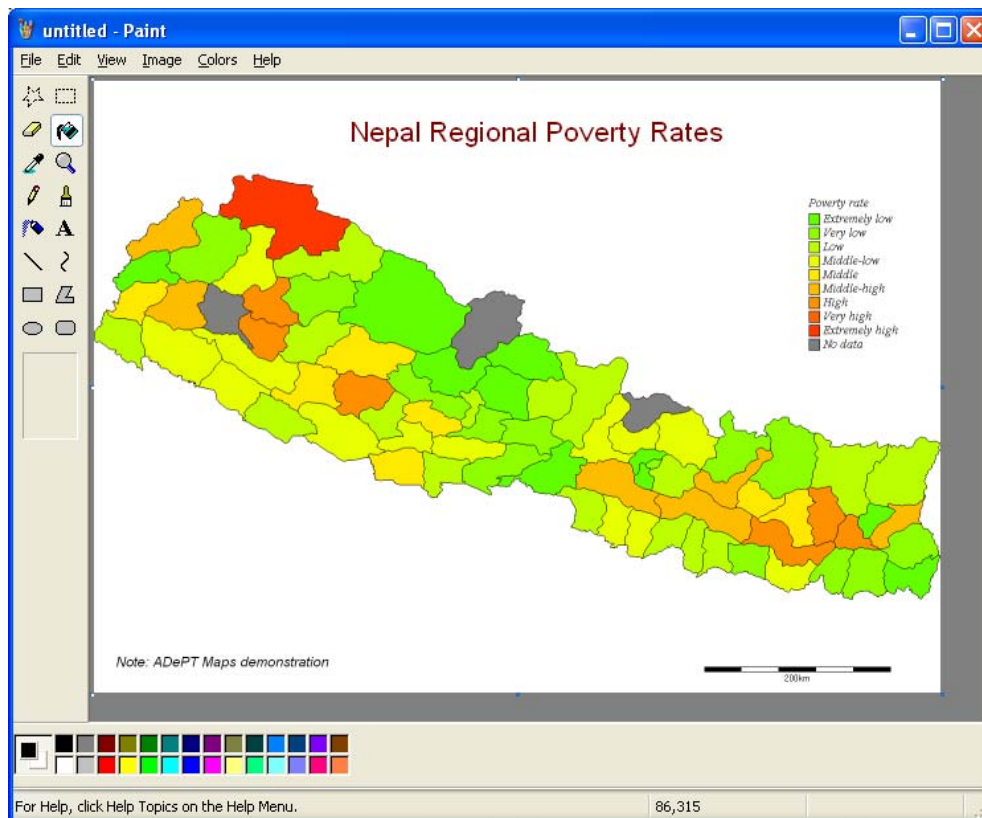 untitled - Paint
File Edit View Image Colors Help
Nepal Regional Poverty Rates
Poverty rate
Extremely low
Very low
Low
Middle-low
Middle
Middle-high
High
Very high
Extremely high
No data
Note: ADePT Maps demonstration
200km
For Help, click Help Topics on the Help Menu. 86,315